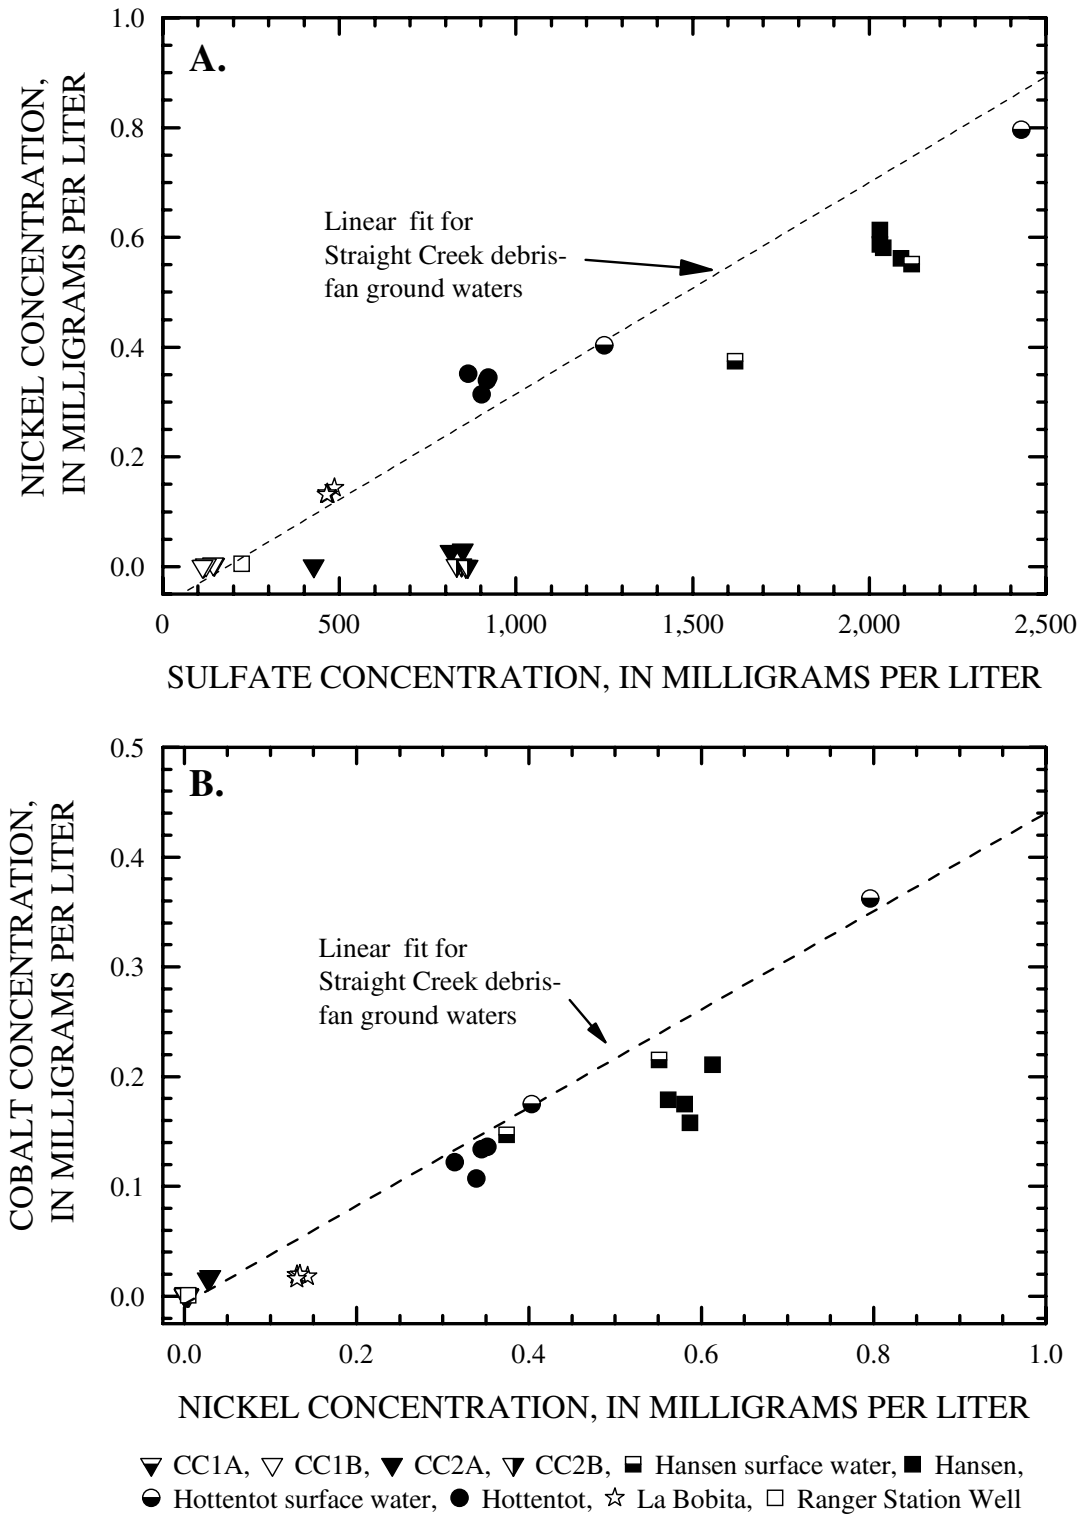 A.
1.0
0.8
0.6
0.4
0.2
0.0
NICKEL CONCENTRATION,
IN MILLIGRAMS PER LITER
Linear fit for
Straight Creek debris-
fan ground waters
0 500 1,000 1,500 2,000 2,500
SULFATE CONCENTRATION, IN MILLIGRAMS PER LITER
B.
0.5
0.4
0.3
0.2
0.1
0.0
COBALT CONCENTRATION,
IN MILLIGRAMS PER LITER
Linear fit for
Straight Creek debris-
fan ground waters
0.0 0.2 0.4 0.6 0.8 1.0
NICKEL CONCENTRATION, IN MILLIGRAMS PER LITER
CC1A, CC1B, CC2A, CC2B, Hansen surface water, Hansen,
Hottentot surface water, Hottentot, La Bobita, Ranger Station Well